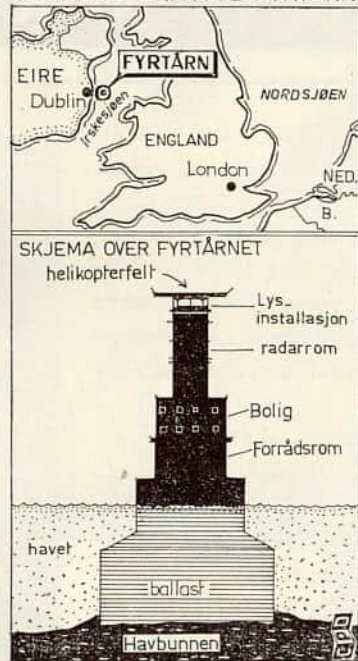 FYRTÅRN
EIRE
Dublin
Irskesjøen
NORDSJØEN
ENGLAND
London
NED.
B.
SKJEMA OVER FYRTÅRNET
helikopterfelt
Lys_
installasjon
radarrom
Bolig
Forrådsrom
havet
ballast
Havbunnen